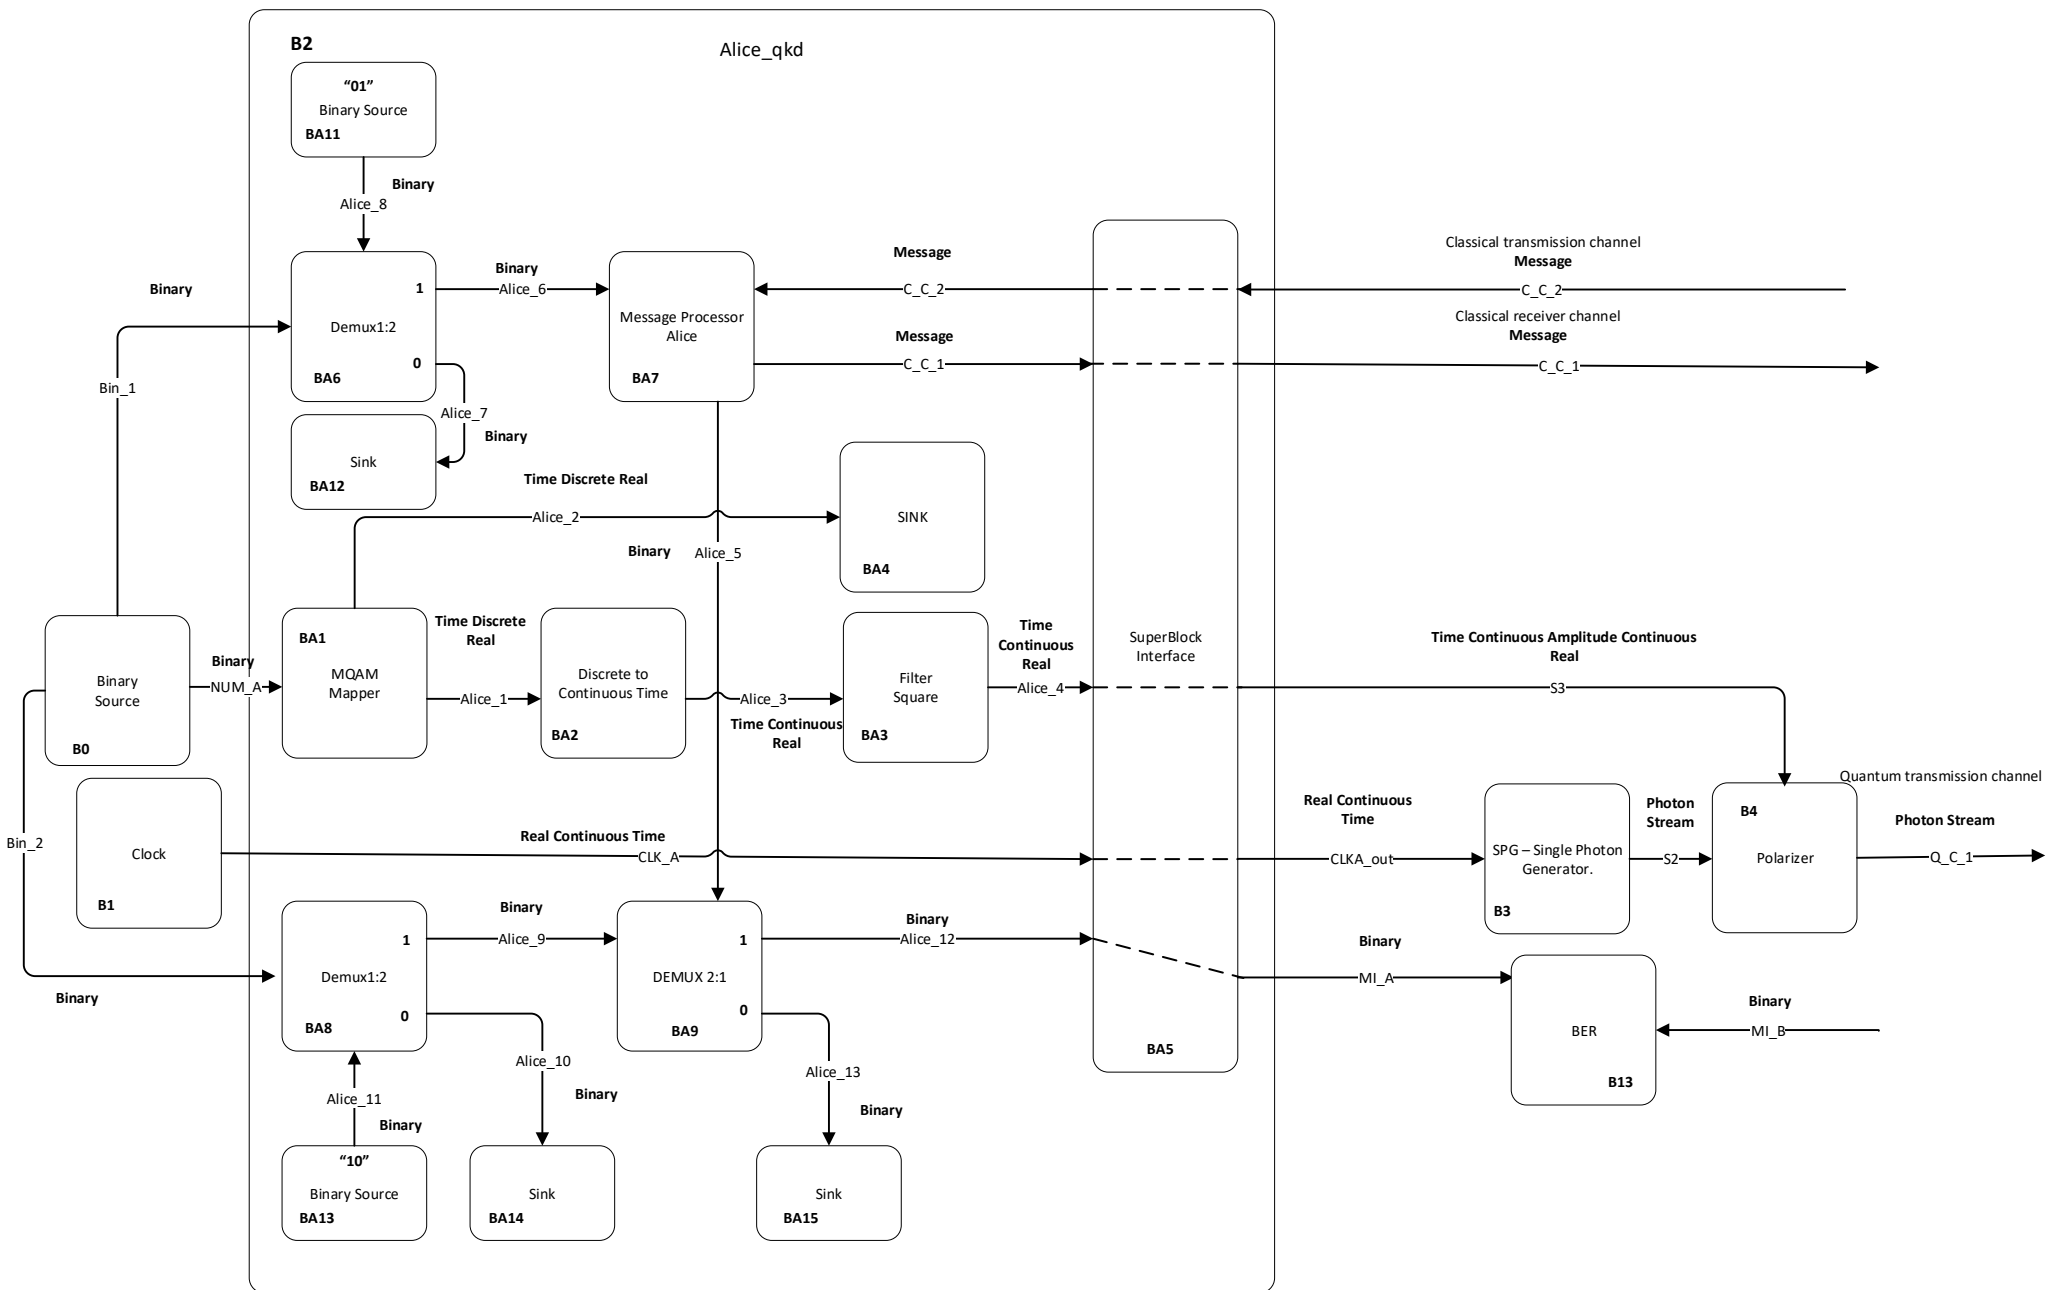 B2
Alice_qkd
“01”
Binary Source
BA11
Binary
Alice_8
Binary
Bin_1
1
Demux1:2
0
BA6
Binary
Alice_6
Message Processor
Alice
BA7
Message
C_C_2
Message
C_C_1
Classical transmission channel
Message
C_C_2
Classical receiver channel
Message
C_C_1
Alice_7
Binary
Sink
BA12
Time Discrete Real
Alice_2
Binary
Alice_5
SINK
BA4
Binary
Source
B0
Binary
NUM_A
BA1
MQAM
Mapper
Time Discrete
Real
Alice_1
Discrete to
Continuous Time
BA2
Alice_3
Time Continuous
Real
Filter
Square
BA3
Time
Continuous
Real
Alice_4
SuperBlock
Interface
BA5
Time Continuous Amplitude Continuous
Real
S3
Clock
B1
Real Continuous Time
CLK_A
Real Continuous
Time
CLKA_out
SPG – Single Photon
Generator.
B3
Photon
Stream
S2
B4
Polarizer
Quantum transmission channel
Photon Stream
Q_C_1
Bin_2
Binary
1
Demux1:2
0
BA8
Binary
Alice_9
1
DEMUX 2:1
0
BA9
Binary
Alice_12
Binary
MI_A
BER
B13
Binary
MI_B
Alice_10
Binary
Alice_13
Binary
Alice_11
Binary
“10”
Binary Source
BA13
Sink
BA14
Sink
BA15